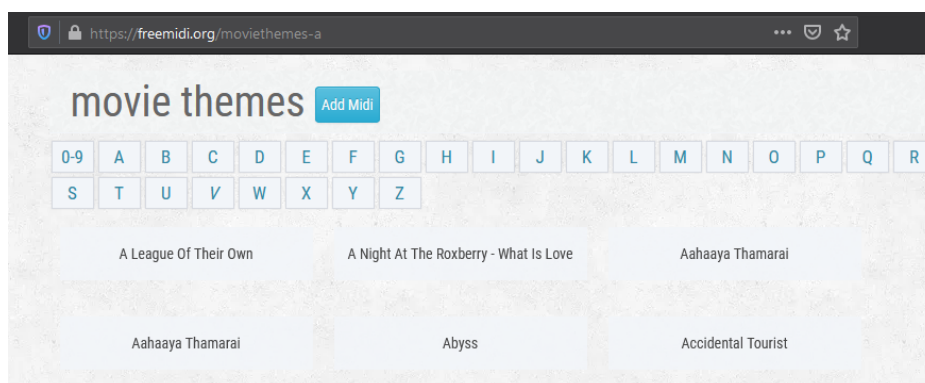 https://freemidi.org/moviethemes-a
movie themes Add Midi
0-9 A B C D E F G H I J K L M N O P Q R
S T U V W X Y Z
A League Of Their Own A Night At The Roxberry - What Is Love Aahaaya Thamarai
Aahaaya Thamarai Abyss Accidental Tourist